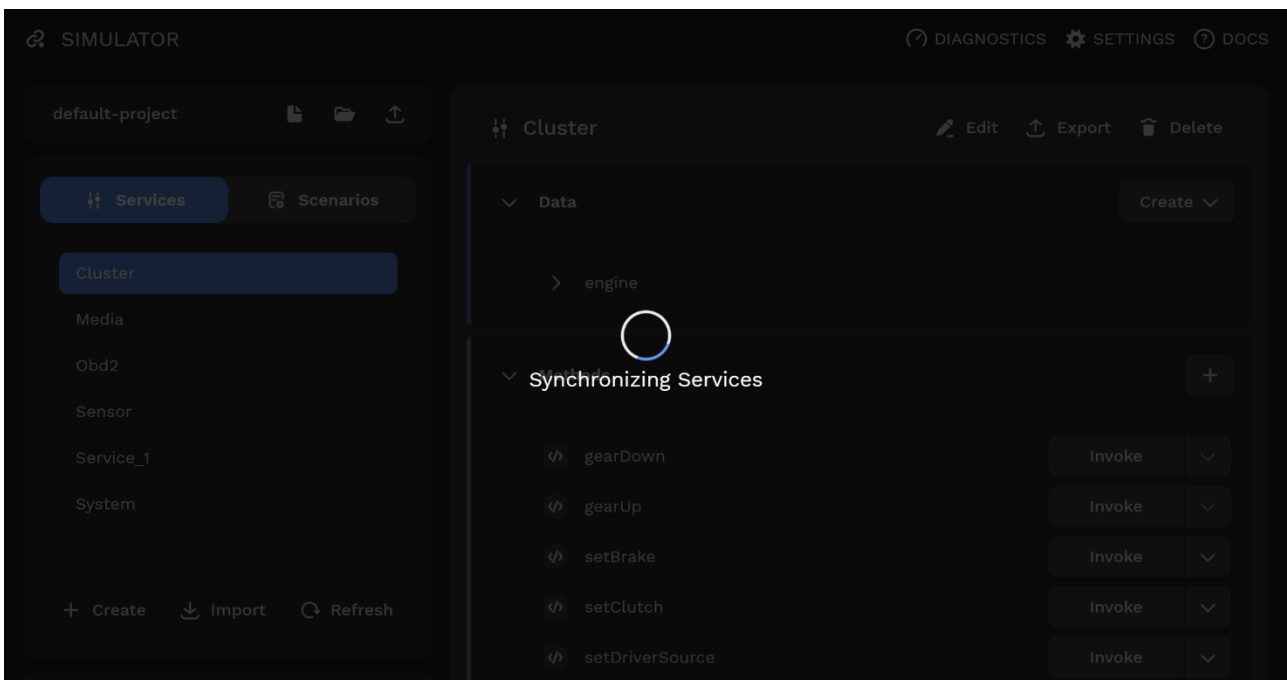 SIMULATOR
DIAGNOSTICS SETTINGS DOCS
default-project
Services Scenarios
Cluster
Media
Obd2
Sensor
Service_1
System
Create Import Refresh
Cluster
Edit Export Delete
Data
Create
engine
Methods
Synchronizing Services
gearDown Invoke
gearUp Invoke
setBrake Invoke
setClutch Invoke
setDriverSource Invoke